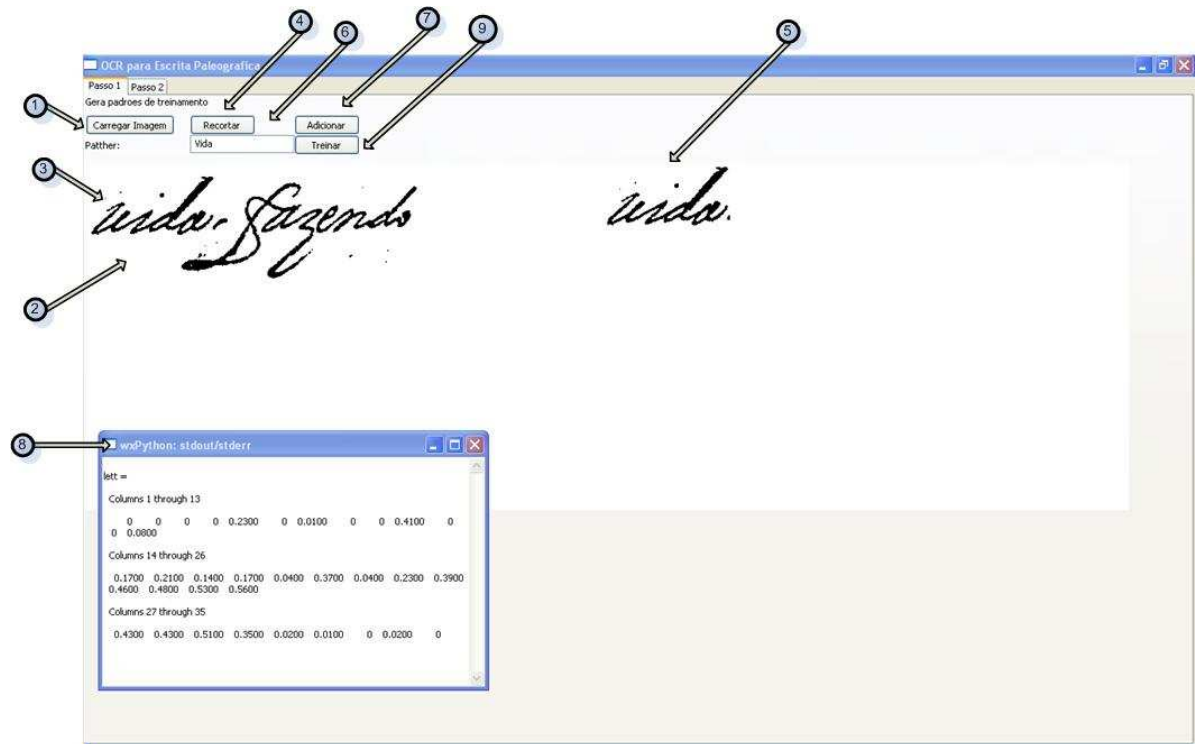 4
6
7
9
5
OCR para Escrita Paleografica
Passo 1 Passo 2
Gera padroes de treinamento
1
Carregar Imagem Recortar Adicionar
Patther: Vida Treinar
3
vida. fazendo vida.
2
8
wxPython: stdout/stderr
lett =
Columns 1 through 13
0 0 0 0 0.2300 0 0.0100 0 0 0.4100 0
0 0.0800
Columns 14 through 26
0.1700 0.2100 0.1400 0.1700 0.0400 0.3700 0.0400 0.2300 0.3900
0.4600 0.4800 0.5300 0.5600
Columns 27 through 35
0.4300 0.4300 0.5100 0.3500 0.0200 0.0100 0 0.0200 0